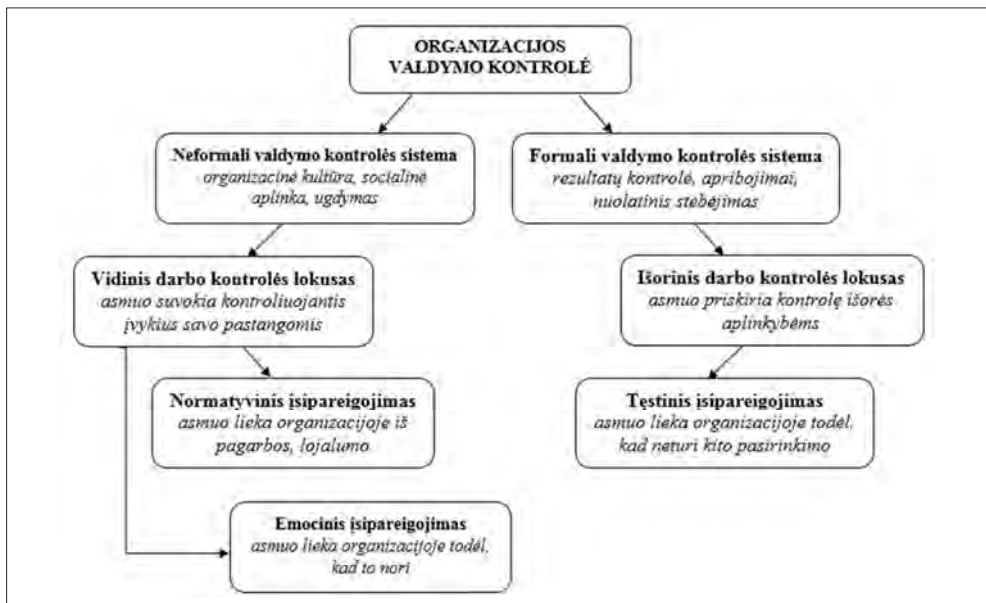 ORGANIZACIJOS
VALDYMO KONTROLĖ
Neformali valdymo kontrolės sistema
organizacinė kultūra, socialinė
aplinka, ugdymas
Formali valdymo kontrolės sistema
rezultatų kontrolė, apribojimai,
nuolatinis stebėjimas
Vidinis darbo kontrolės lokusas
asmuo suvokia kontroliuojantis
įvykius savo pastangomis
Išorinis darbo kontrolės lokusas
asmuo priskiria kontrolę išorės
aplinkybėms
Normatyvinis įsipareigojimas
asmuo lieka organizacijoje iš
pagarbos, lojalumo
Tęstinis įsipareigojimas
asmuo lieka organizacijoje todėl,
kad neturi kito pasirinkimo
Emocinis įsipareigojimas
asmuo lieka organizacijoje todėl,
kad to nori